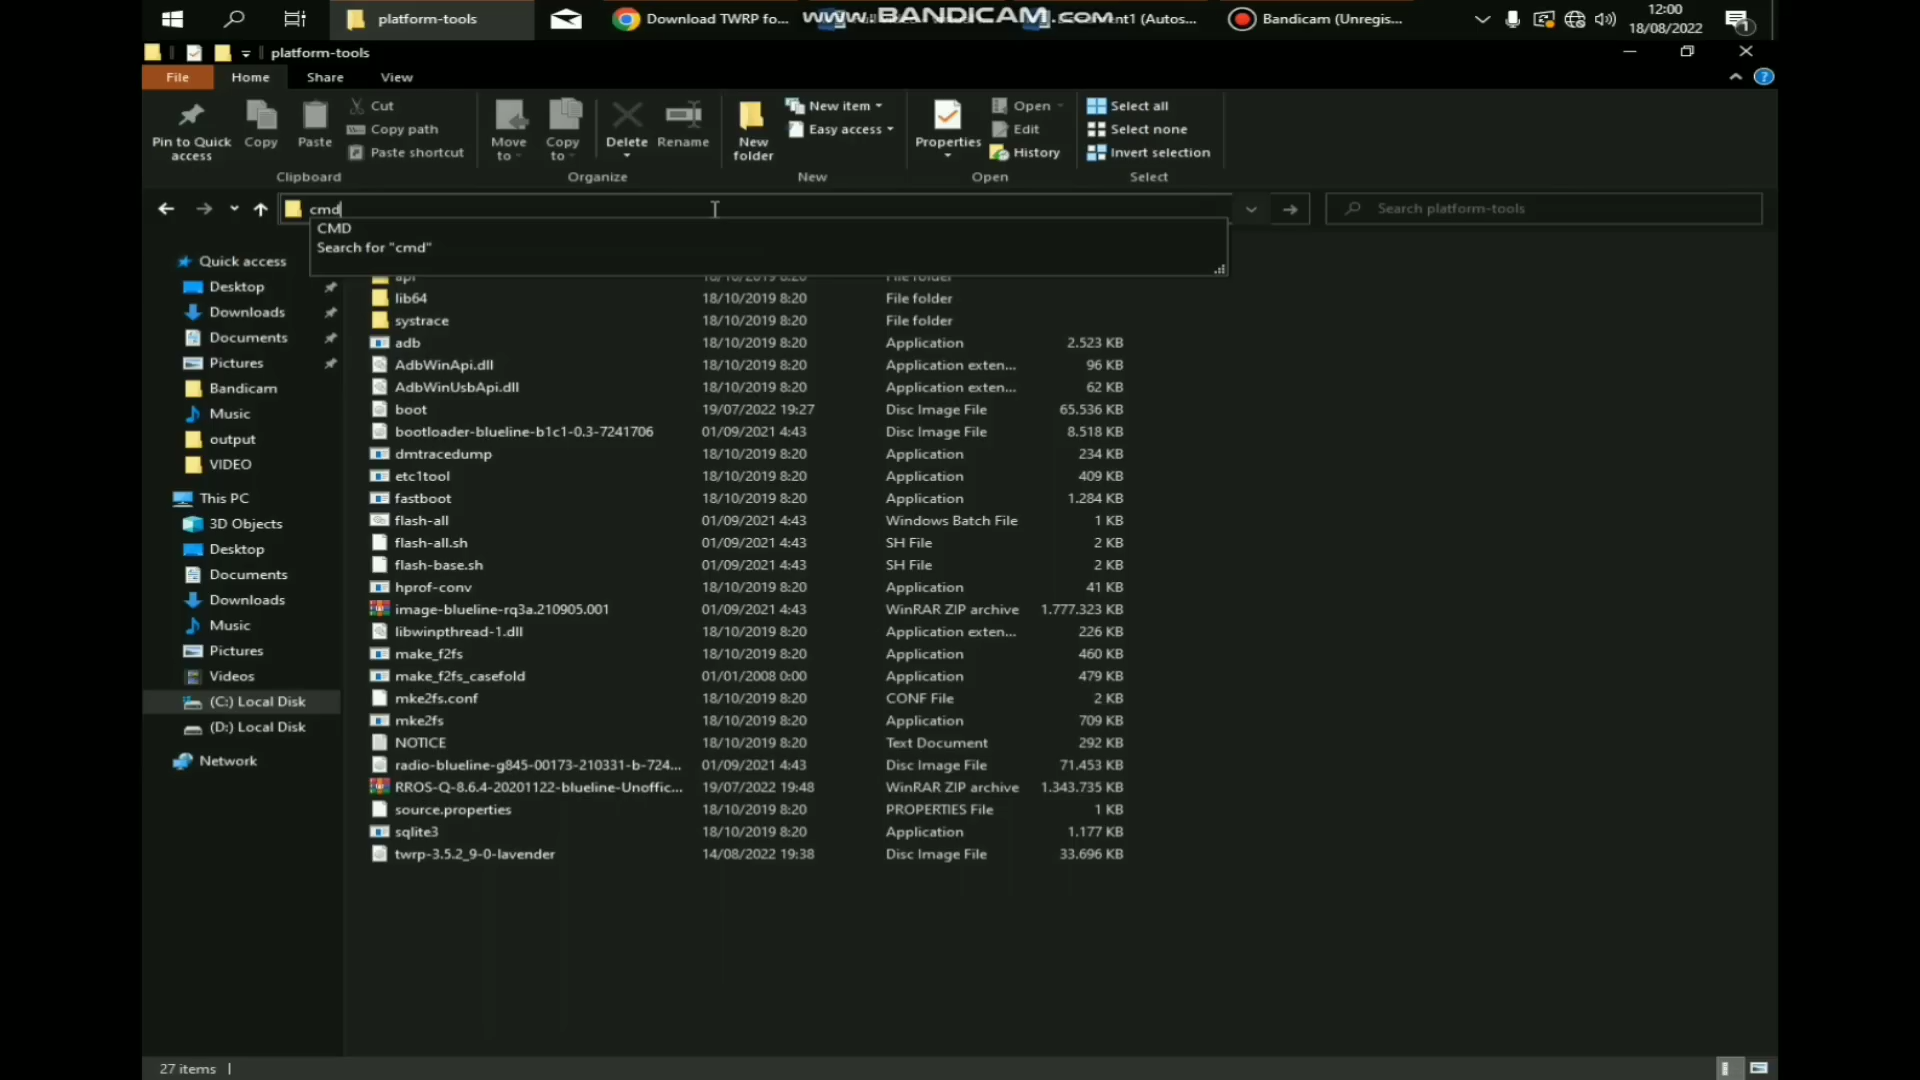 platform-tools
Download TWRP fo...
www.BANDICAM.com
nt1 (Autos...
Bandicam (Unregis...
12:00
18/08/2022
1
platform-tools
File
Home
Share
View
Pin to Quick access
Copy
Paste
Cut
Copy path
Paste shortcut
Move to
Copy to
Delete
Rename
New folder
New item
Easy access
Properties
Open
Edit
History
Select all
Select none
Invert selection
Clipboard
Organize
New
Open
Select
cmd
Search platform-tools
CMD
Search for "cmd"
Quick access
Desktop
Downloads
Documents
Pictures
Bandicam
Music
output
VIDEO
This PC
3D Objects
Desktop
Documents
Downloads
Music
Pictures
Videos
(C:) Local Disk
(D:) Local Disk
Network
api 18/10/2019 8:20 File folder
lib64 18/10/2019 8:20 File folder
systrace 18/10/2019 8:20 File folder
adb 18/10/2019 8:20 Application 2.523 KB
AdbWinApi.dll 18/10/2019 8:20 Application exten... 96 KB
AdbWinUsbApi.dll 18/10/2019 8:20 Application exten... 62 KB
boot 19/07/2022 19:27 Disc Image File 65.536 KB
bootloader-blueline-b1c1-0.3-7241706 01/09/2021 4:43 Disc Image File 8.518 KB
dmtracedump 18/10/2019 8:20 Application 234 KB
etc1tool 18/10/2019 8:20 Application 409 KB
fastboot 18/10/2019 8:20 Application 1.284 KB
flash-all 01/09/2021 4:43 Windows Batch File 1 KB
flash-all.sh 01/09/2021 4:43 SH File 2 KB
flash-base.sh 01/09/2021 4:43 SH File 2 KB
hprof-conv 18/10/2019 8:20 Application 41 KB
image-blueline-rq3a.210905.001 01/09/2021 4:43 WinRAR ZIP archive 1.777.323 KB
libwinpthread-1.dll 18/10/2019 8:20 Application exten... 226 KB
make_f2fs 18/10/2019 8:20 Application 460 KB
make_f2fs_casefold 01/01/2008 0:00 Application 479 KB
mke2fs.conf 18/10/2019 8:20 CONF File 2 KB
mke2fs 18/10/2019 8:20 Application 709 KB
NOTICE 18/10/2019 8:20 Text Document 292 KB
radio-blueline-g845-00173-210331-b-724... 01/09/2021 4:43 Disc Image File 71.453 KB
RROS-Q-8.6.4-20201122-blueline-Unoffic... 19/07/2022 19:48 WinRAR ZIP archive 1.343.735 KB
source.properties 18/10/2019 8:20 PROPERTIES File 1 KB
sqlite3 18/10/2019 8:20 Application 1.177 KB
twrp-3.5.2_9-0-lavender 14/08/2022 19:38 Disc Image File 33.696 KB
27 items